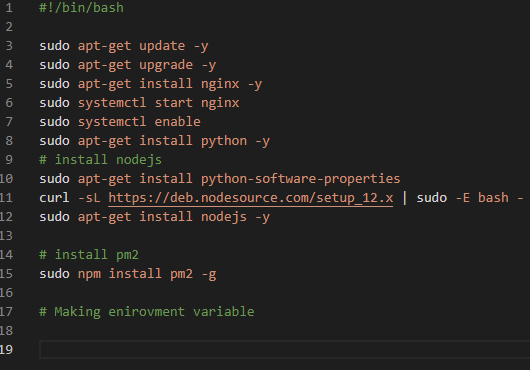 1 #!/bin/bash
2
3 sudo apt-get update -y
4 sudo apt-get upgrade -y
5 sudo apt-get install nginx -y
6 sudo systemctl start nginx
7 sudo systemctl enable
8 sudo apt-get install python -y
9 # install nodejs
10 sudo apt-get install python-software-properties
11 curl -sL https://deb.nodesource.com/setup_12.x | sudo -E bash -
12 sudo apt-get install nodejs -y
13
14 # install pm2
15 sudo npm install pm2 -g
16
17 # Making enirovment variable
18
19